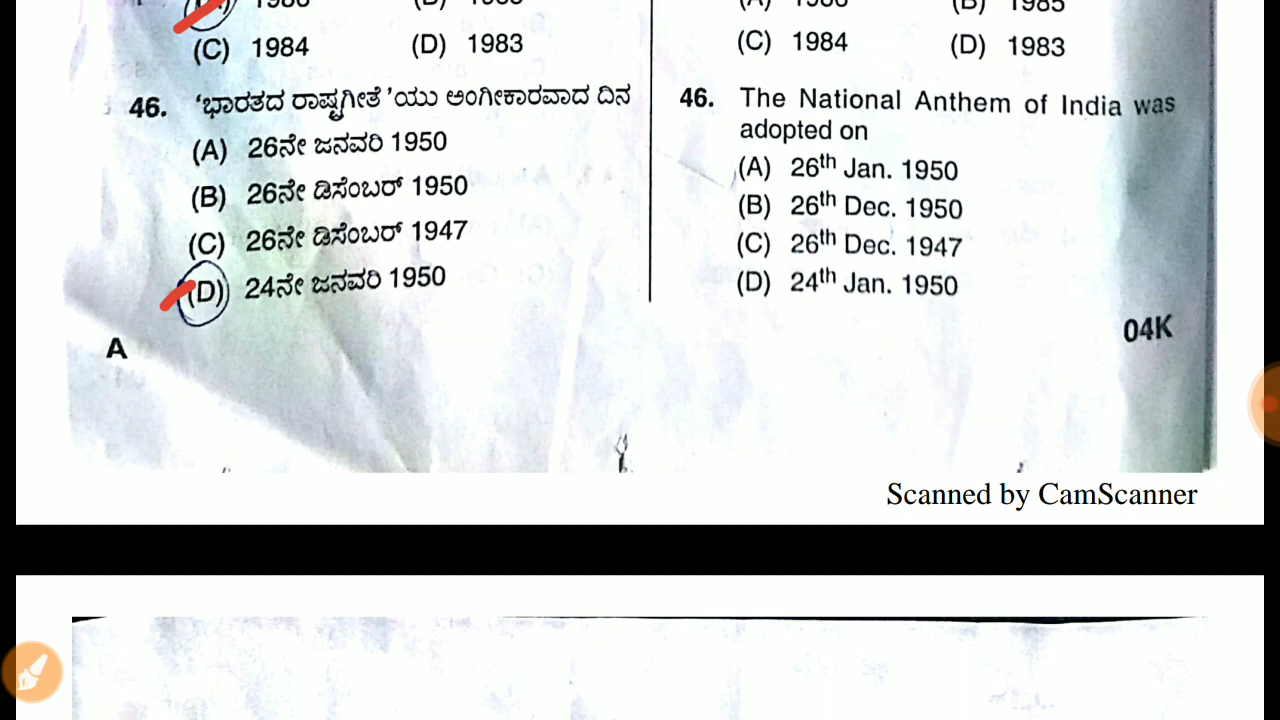 (C) 1984 (D) 1983
46. 'ಭಾರತದ ರಾಷ್ಟ್ರಗೀತೆ 'ಯು ಅಂಗೀಕಾರವಾದ ದಿನ
(A) 26ನೇ ಜನವರಿ 1950
(B) 26ನೇ ಡಿಸೆಂಬರ್ 1950
(C) 26ನೇ ಡಿಸೆಂಬರ್ 1947
(D) 24ನೇ ಜನವರಿ 1950
A
(B) 1985
(C) 1984 (D) 1983
46. The National Anthem of India was
adopted on
(A) 26th Jan. 1950
(B) 26th Dec. 1950
(C) 26th Dec. 1947
(D) 24th Jan. 1950
04K
Scanned by CamScanner